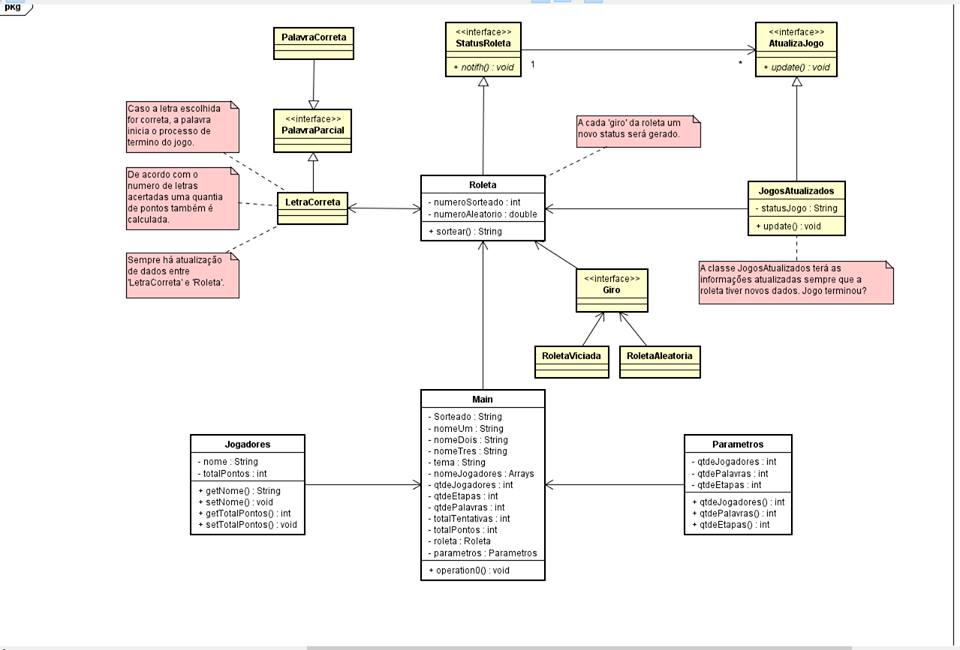 pkg
PalavraCorreta
<<interface>>
StatusRoleta
+ notifh() : void
1
*
<<interface>>
AtualizaJogo
+ update() : void
Caso a letra escolhida
for correta, a palavra
inicia o processo de
termino do jogo.
<<interface>>
PalavraParcial
A cada 'giro' da roleta um
novo status será gerado.
De acordo com o
numero de letras
acertadas uma quantia
de pontos também é
calculada.
LetraCorreta
Roleta
- numeroSorteado : int
- numeroAleatorio : double
+ sortear() : String
JogosAtualizados
- statusJogo : String
+ update() : void
Sempre há atualização
de dados entre
'LetraCorreta' e 'Roleta'.
<<interface>>
Giro
A classe JogosAtualizados terá as
informações atualizadas sempre que a
roleta tiver novos dados. Jogo terminou?
RoletaViciada
RoletaAleatoria
Main
- Sorteado : String
- nomeUm : String
- nomeDois : String
- nomeTres : String
- tema : String
- nomeJogadores : Arrays
- qtdeJogadores : int
- qtdeEtapas : int
- qtdePalavras : int
- totalTentativas : int
- totalPontos : int
- roleta : Roleta
- parametros : Parametros
+ operation0() : void
Jogadores
- nome : String
- totalPontos : int
+ getNome() : String
+ setNome() : void
+ getTotalPontos() : int
+ setTotalPontos() : void
Parametros
- qtdeJogadores : int
- qtdePalavras : int
- qtdeEtapas : int
+ qtdeJogadores() : int
+ qtdePalavras() : int
+ qtdeEtapas() : int